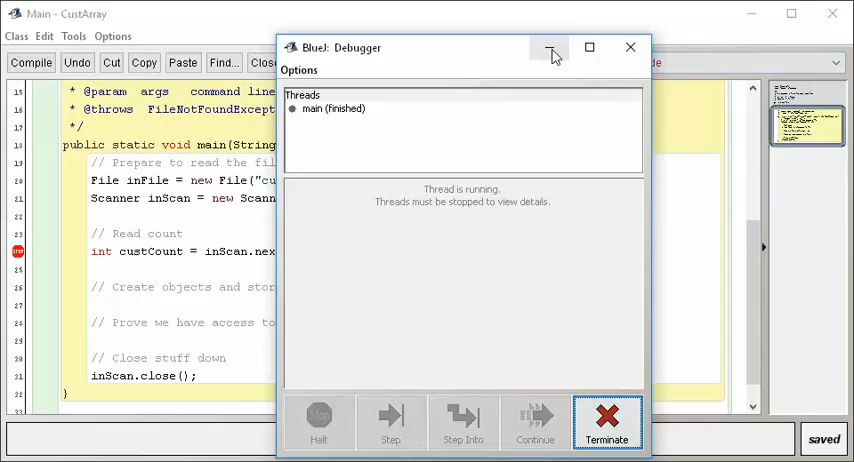 Main - CustArray
Class Edit Tools Options
Compile Undo Cut Copy Paste Find... Close
15 * @param args command line
16 * @throws FileNotFoundExcept
17 */
18 public static void main(String
19 // Prepare to read the fil
20 File inFile = new File("cu
21 Scanner inScan = new Scann
22
23 // Read count
STOP int custCount = inScan.nex
25
26 // Create objects and stor
27
28 // Prove we have access to
29
30 // Close stuff down
31 inScan.close();
32 }
33
saved
BlueJ: Debugger
Options
Threads
main (finished)
Thread is running.
Threads must be stopped to view details.
Stop
Halt Step Step Into Continue Terminate